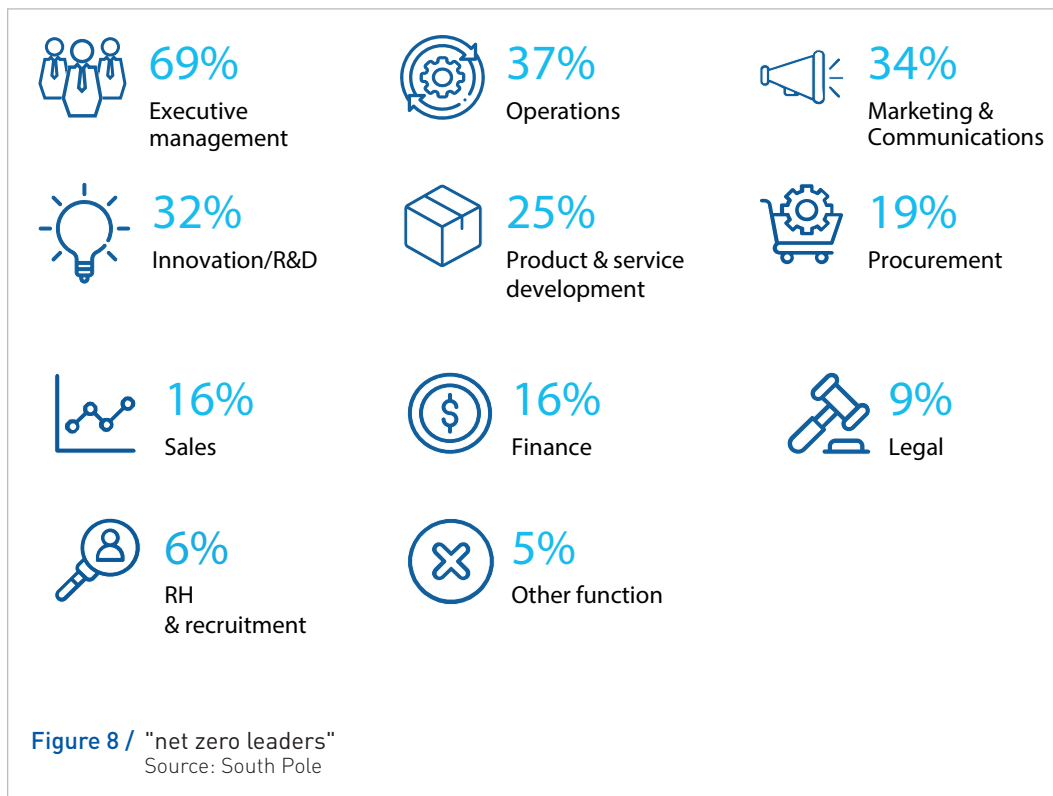 69%
Executive
management
37%
Operations
34%
Marketing &
Communications
32%
Innovation/R&D
25%
Product & service
development
19%
Procurement
16%
Sales
16%
Finance
9%
Legal
6%
RH
& recruitment
5%
Other function
Figure 8 / "net zero leaders"
Source: South Pole